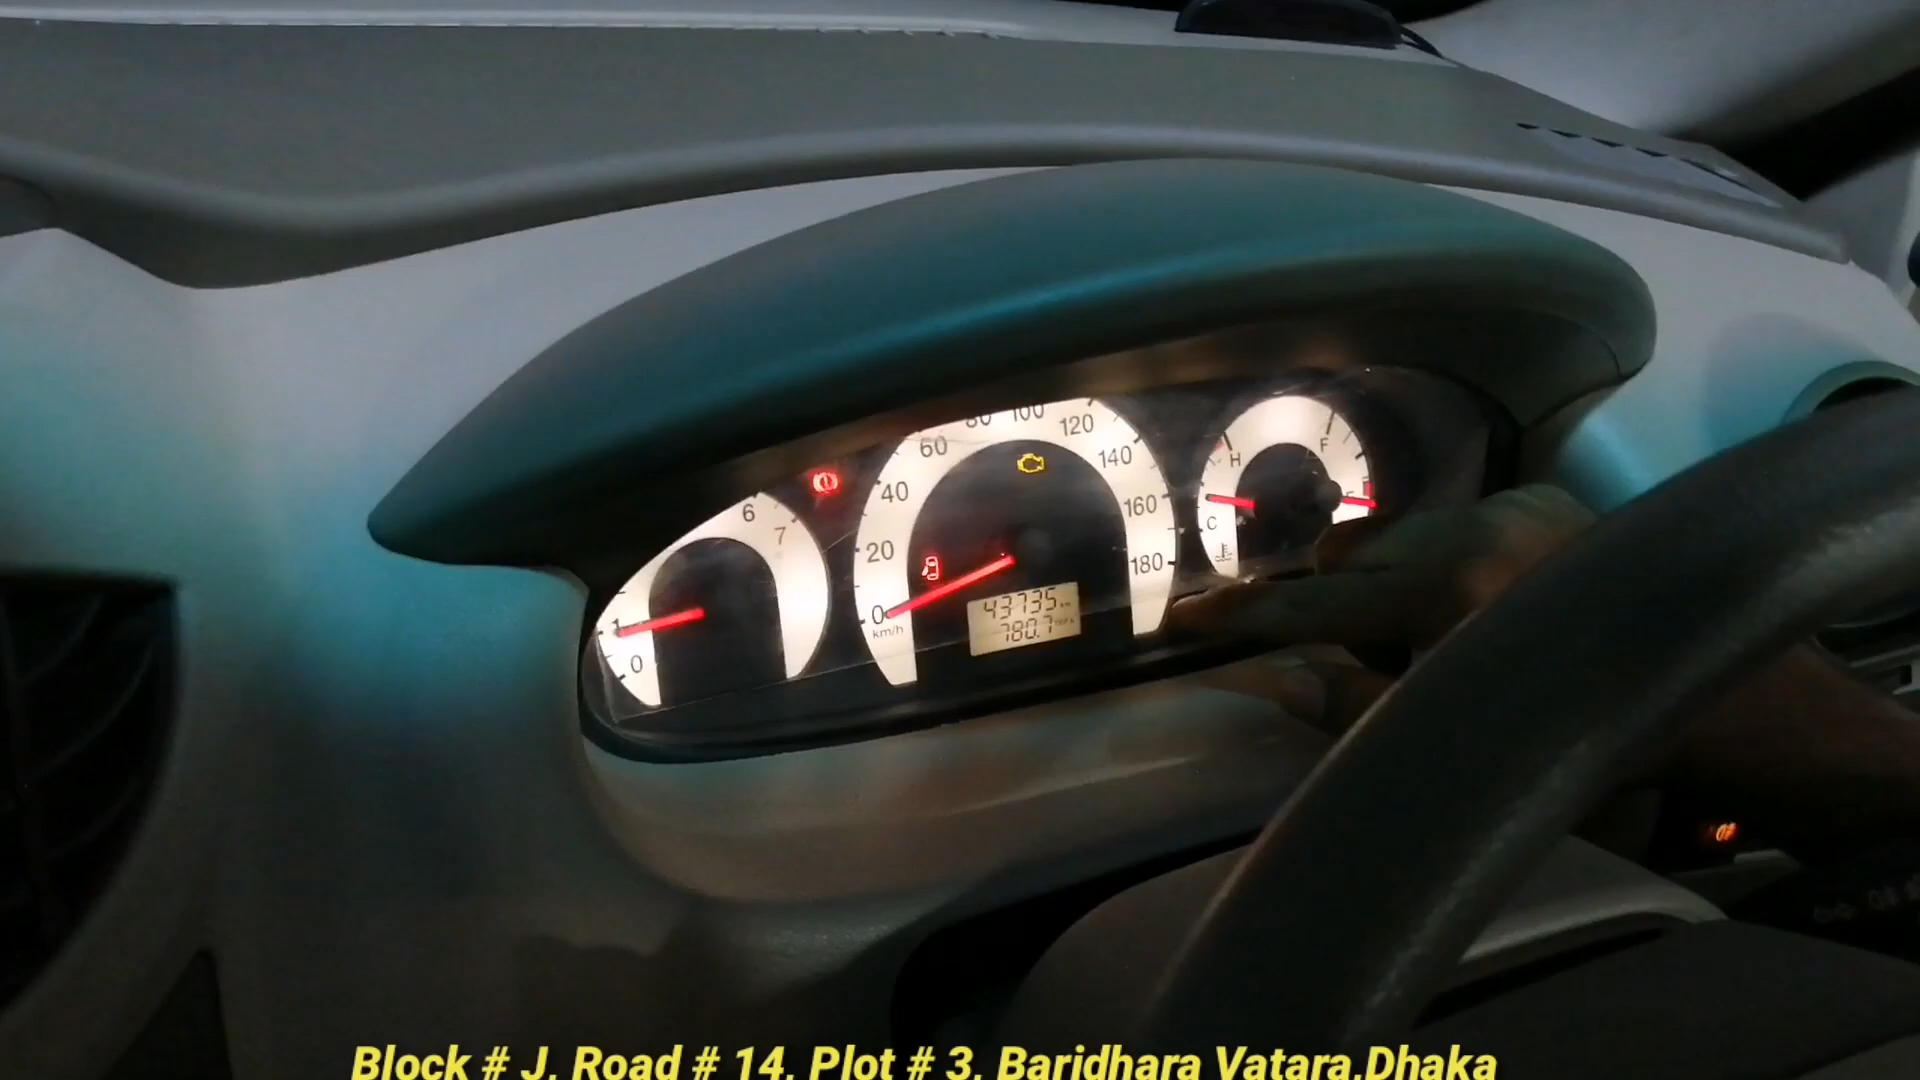 80 100
60 120
40 140
20 160
0 180
km/h
6
7
1
0
H F
C E
43735 km
780.7
Block # J, Road # 14, Plot # 3, Baridhara Vatara,Dhaka